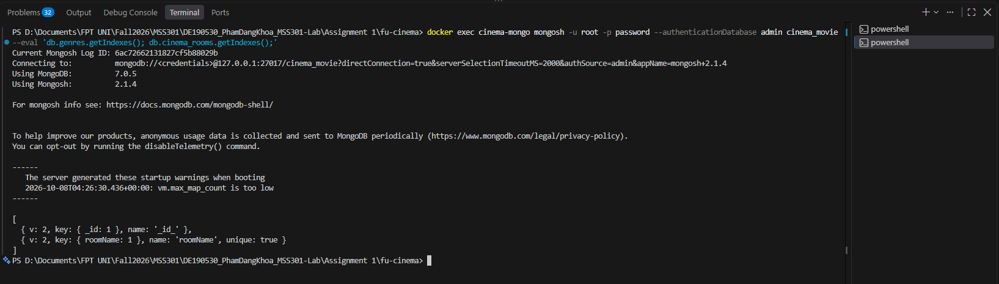 Problems 32 Output Debug Console Terminal Ports
PS D:\Documents\FPT UNI\Fall2026\MSS301\DE190530_PhamDangKhoa_MSS301-Lab\Assignment 1\fu-cinema> docker exec cinema-mongo mongosh -u root -p password --authenticationDatabase admin cinema_movie
--eval 'db.genres.getIndexes(); db.cinema_rooms.getIndexes();'
Current Mongosh Log ID: 6ac72662131827cf5b88029b
Connecting to: mongodb://<credentials>@127.0.0.1:27017/cinema_movie?directConnection=true&serverSelectionTimeoutMS=2000&authSource=admin&appName=mongosh+2.1.4
Using MongoDB: 7.0.5
Using Mongosh: 2.1.4
For mongosh info see: https://docs.mongodb.com/mongodb-shell/
To help improve our products, anonymous usage data is collected and sent to MongoDB periodically (https://www.mongodb.com/legal/privacy-policy).
You can opt-out by running the disableTelemetry() command.
------
The server generated these startup warnings when booting
2026-10-08T04:26:30.436+00:00: vm.max_map_count is too low
------
[
{ v: 2, key: { _id: 1 }, name: '_id_' },
{ v: 2, key: { roomName: 1 }, name: 'roomName', unique: true }
]
PS D:\Documents\FPT UNI\Fall2026\MSS301\DE190530_PhamDangKhoa_MSS301-Lab\Assignment 1\fu-cinema>
powershell
powershell